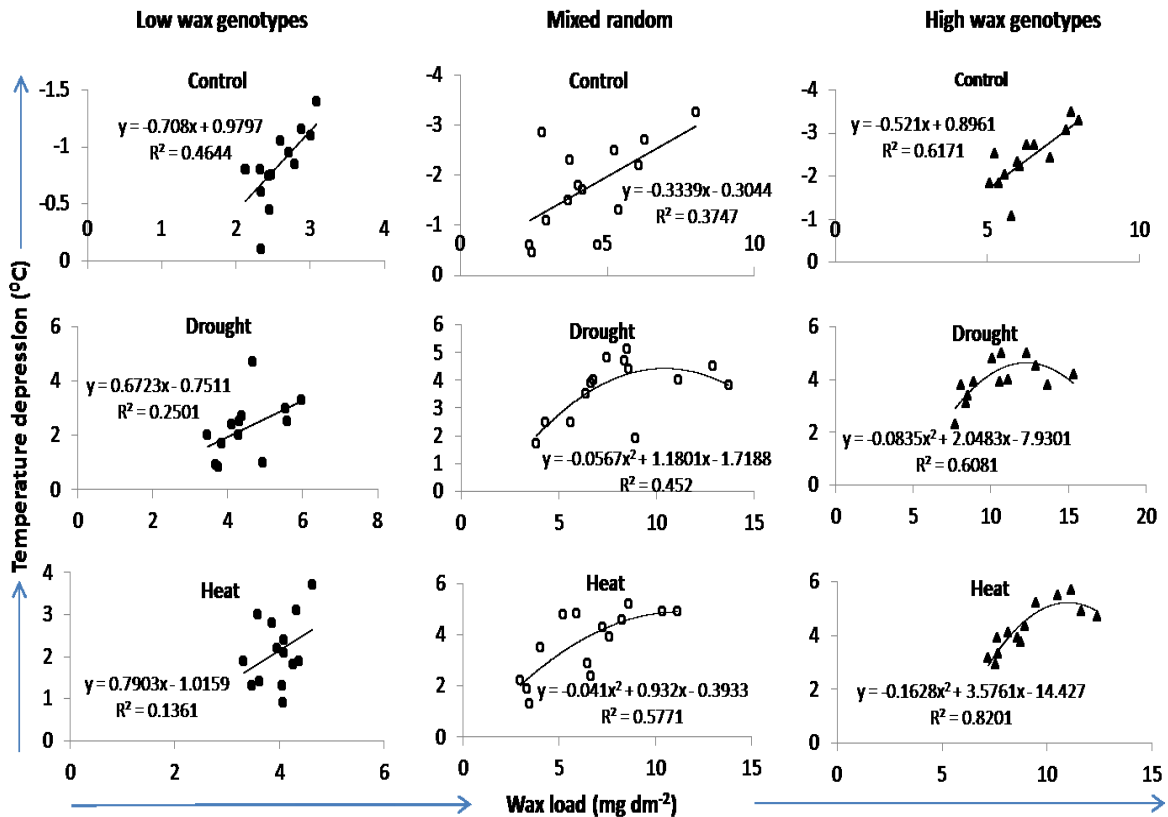 Low wax genotypes
Mixed random
High wax genotypes
Control
-1.5
-1
-0.5
0
0
1
2
3
4
y = -0.708x + 0.9797
R² = 0.4644
Control
-4
-3
-2
-1
0
0
5
10
y = -0.3339x - 0.3044
R² = 0.3747
Control
-4
-3
-2
-1
0
5
10
y = -0.521x + 0.8961
R² = 0.6171
Temperature depression (⁰C)
Drought
6
4
2
0
0
2
4
6
8
y = 0.6723x - 0.7511
R² = 0.2501
Drought
6
5
4
3
2
1
0
0
5
10
15
y = -0.0567x² + 1.1801x - 1.7188
R² = 0.452
Drought
6
4
2
0
0
5
10
15
20
y = -0.0835x² + 2.0483x - 7.9301
R² = 0.6081
Heat
4
3
2
1
0
0
2
4
6
y = 0.7903x - 1.0159
R² = 0.1361
Heat
6
4
2
0
0
5
10
15
y = -0.041x² + 0.932x - 0.3933
R² = 0.5771
Heat
6
4
2
0
0
5
10
15
y = -0.1628x² + 3.5761x - 14.427
R² = 0.8201
Wax load (mg dm⁻²)